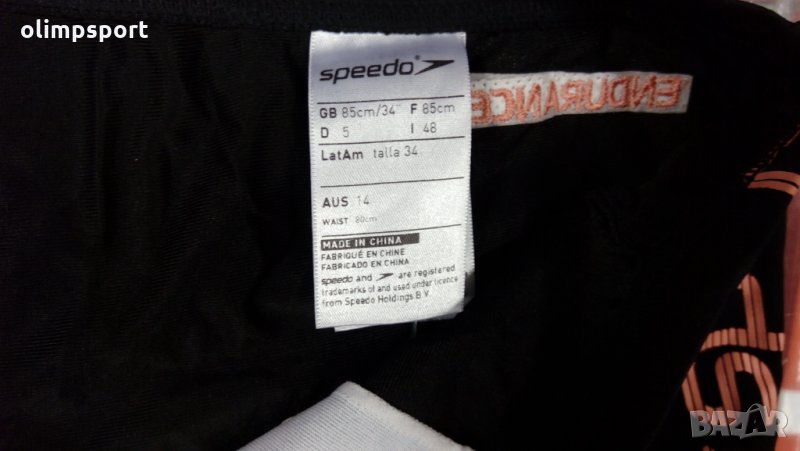 olimpsport
speedo
ENDURANCE
GB 85cm/34" F 85cm
D 5 I 48
LatAm talla 34
AUS 14
WAIST 80cm
MADE IN CHINA
FABRIQUÉ EN CHINE
FABRICADO EN CHINA
speedo and are registered
trademarks of and used under licence
from Speedo Holdings B.V.
BAZAR